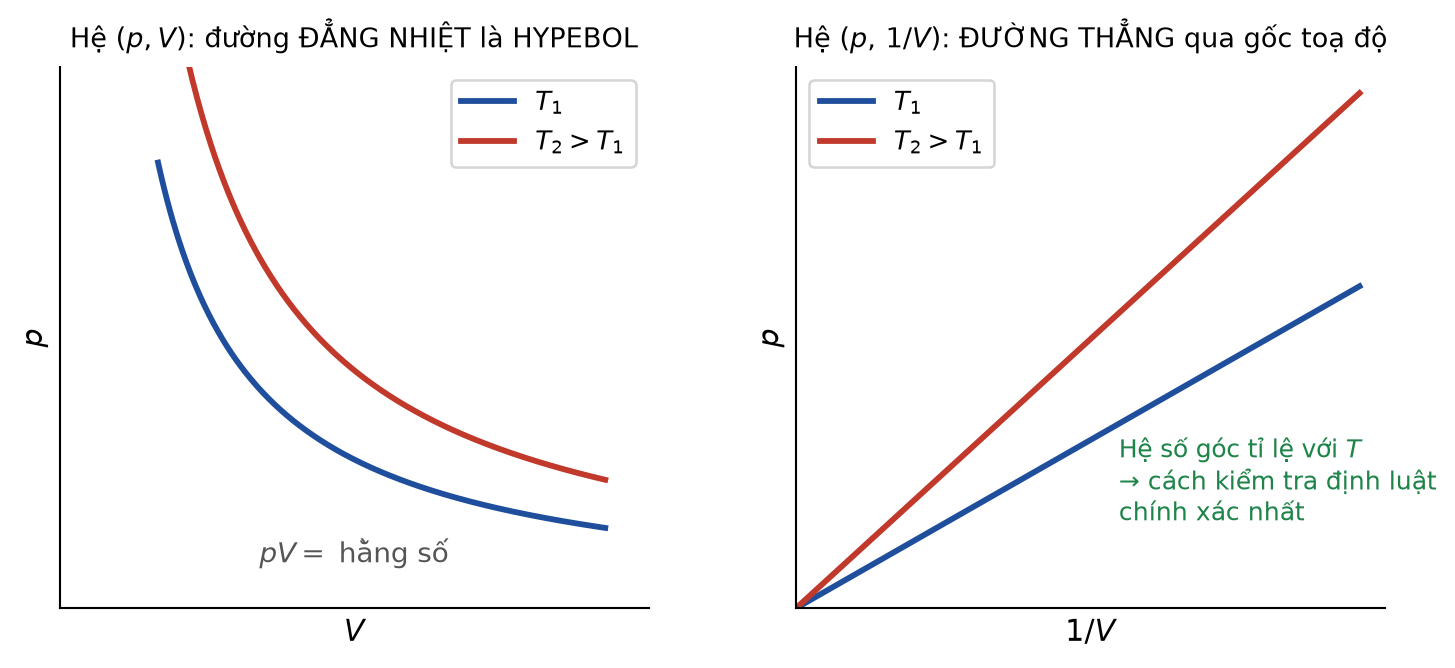 Hệ (p, V): đường ĐẲNG NHIỆT là HYPEBOL
T₁
T₂ > T₁
p
pV = hằng số
V
Hệ (p, 1/V): ĐƯỜNG THẲNG qua gốc toạ độ
T₁
T₂ > T₁
p
Hệ số góc tỉ lệ với T
→ cách kiểm tra định luật
chính xác nhất
1/V